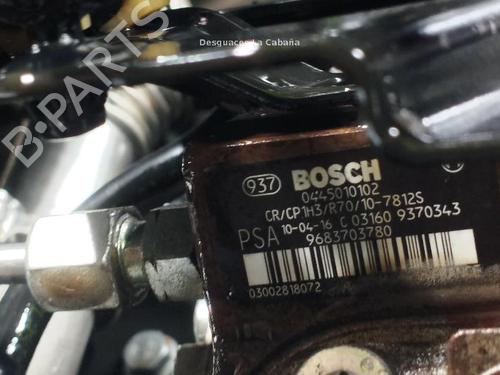 Desguaces La Cabaña
B-PARTS
937 BOSCH
0445010102
CR/CP1H3/R70/10-7812S
PSA 10-04-16 C 03160 9370343
9683703780
03002818072